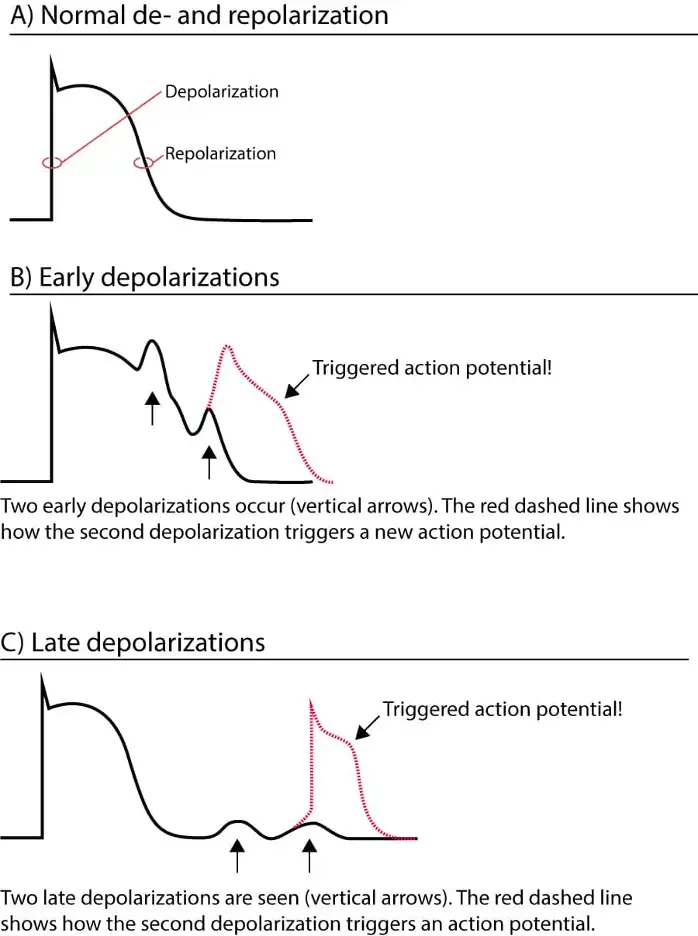 A) Normal de- and repolarization
Depolarization
Repolarization
B) Early depolarizations
Triggered action potential!
Two early depolarizations occur (vertical arrows). The red dashed line shows
how the second depolarization triggers a new action potential.
C) Late depolarizations
Triggered action potential!
Two late depolarizations are seen (vertical arrows). The red dashed line
shows how the second depolarization triggers an action potential.